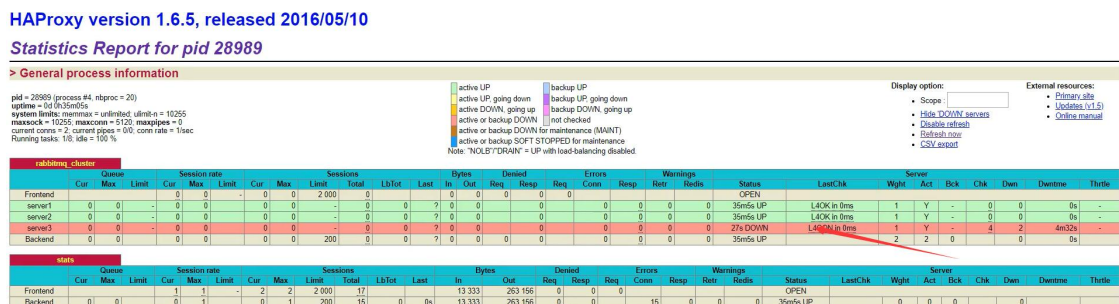 HAProxy version 1.6.5, released 2016/05/10
Statistics Report for pid 28989
> General process information
pid = 28989 (process #4, nbproc = 20)
uptime = 0d 0h35m05s
system limits: memmax = unlimited; ulimit-n = 10255
maxsock = 10255; maxconn = 5120; maxpipes = 0
current conns = 2; current pipes = 0/0; conn rate = 1/sec
Running tasks: 1/8; idle = 100 %
active UP backup UP
active UP, going down backup UP, going down
active DOWN, going up backup DOWN, going up
active or backup DOWN not checked
active or backup DOWN for maintenance (MAINT)
active or backup SOFT STOPPED for maintenance
Note: "NOLB"/"DRAIN" = UP with load-balancing disabled.
Display option:
• Scope :
• Hide 'DOWN' servers
• Disable refresh
• Refresh now
• CSV export
External resources:
• Primary site
• Updates (v1.5)
• Online manual
rabbitmq_cluster
Queue Session rate Sessions Bytes Denied Errors Warnings Server
Cur Max Limit Cur Max Limit Cur Max Limit Total LbTot Last In Out Req Resp Req Conn Resp Retr Redis Status LastChk Wght Act Bck Chk Dwn Dwntme Thrtle
Frontend 0 0 - 0 0 2 000 0 0 0 0 0 0 OPEN
server1 0 0 - 0 0 0 0 - 0 0 ? 0 0 0 0 0 0 0 35m5s UP L4OK in 0ms 1 Y - 0 0 0s -
server2 0 0 - 0 0 0 0 - 0 0 ? 0 0 0 0 0 0 0 35m5s UP L4OK in 0ms 1 Y - 0 0 0s -
server3 0 0 - 0 0 0 0 - 0 0 ? 0 0 0 0 0 0 0 27s DOWN in 0ms 1 Y - 4 2 4m32s -
Backend 0 0 0 0 0 0 200 0 0 ? 0 0 0 0 0 0 0 0 35m5s UP 2 2 0 0 0s
stats
Queue Session rate Sessions Bytes Denied Errors Warnings Server
Cur Max Limit Cur Max Limit Cur Max Limit Total LbTot Last In Out Req Resp Req Conn Resp Retr Redis Status LastChk Wght Act Bck Chk Dwn Dwntme Thrtle
Frontend 1 1 - 2 2 2 000 17 13 333 263 156 0 0 0 OPEN
Backend 0 0 0 1 0 1 200 15 0 0s 13 333 263 156 0 0 15 0 0 0 35m5s UP 0 0 0 0